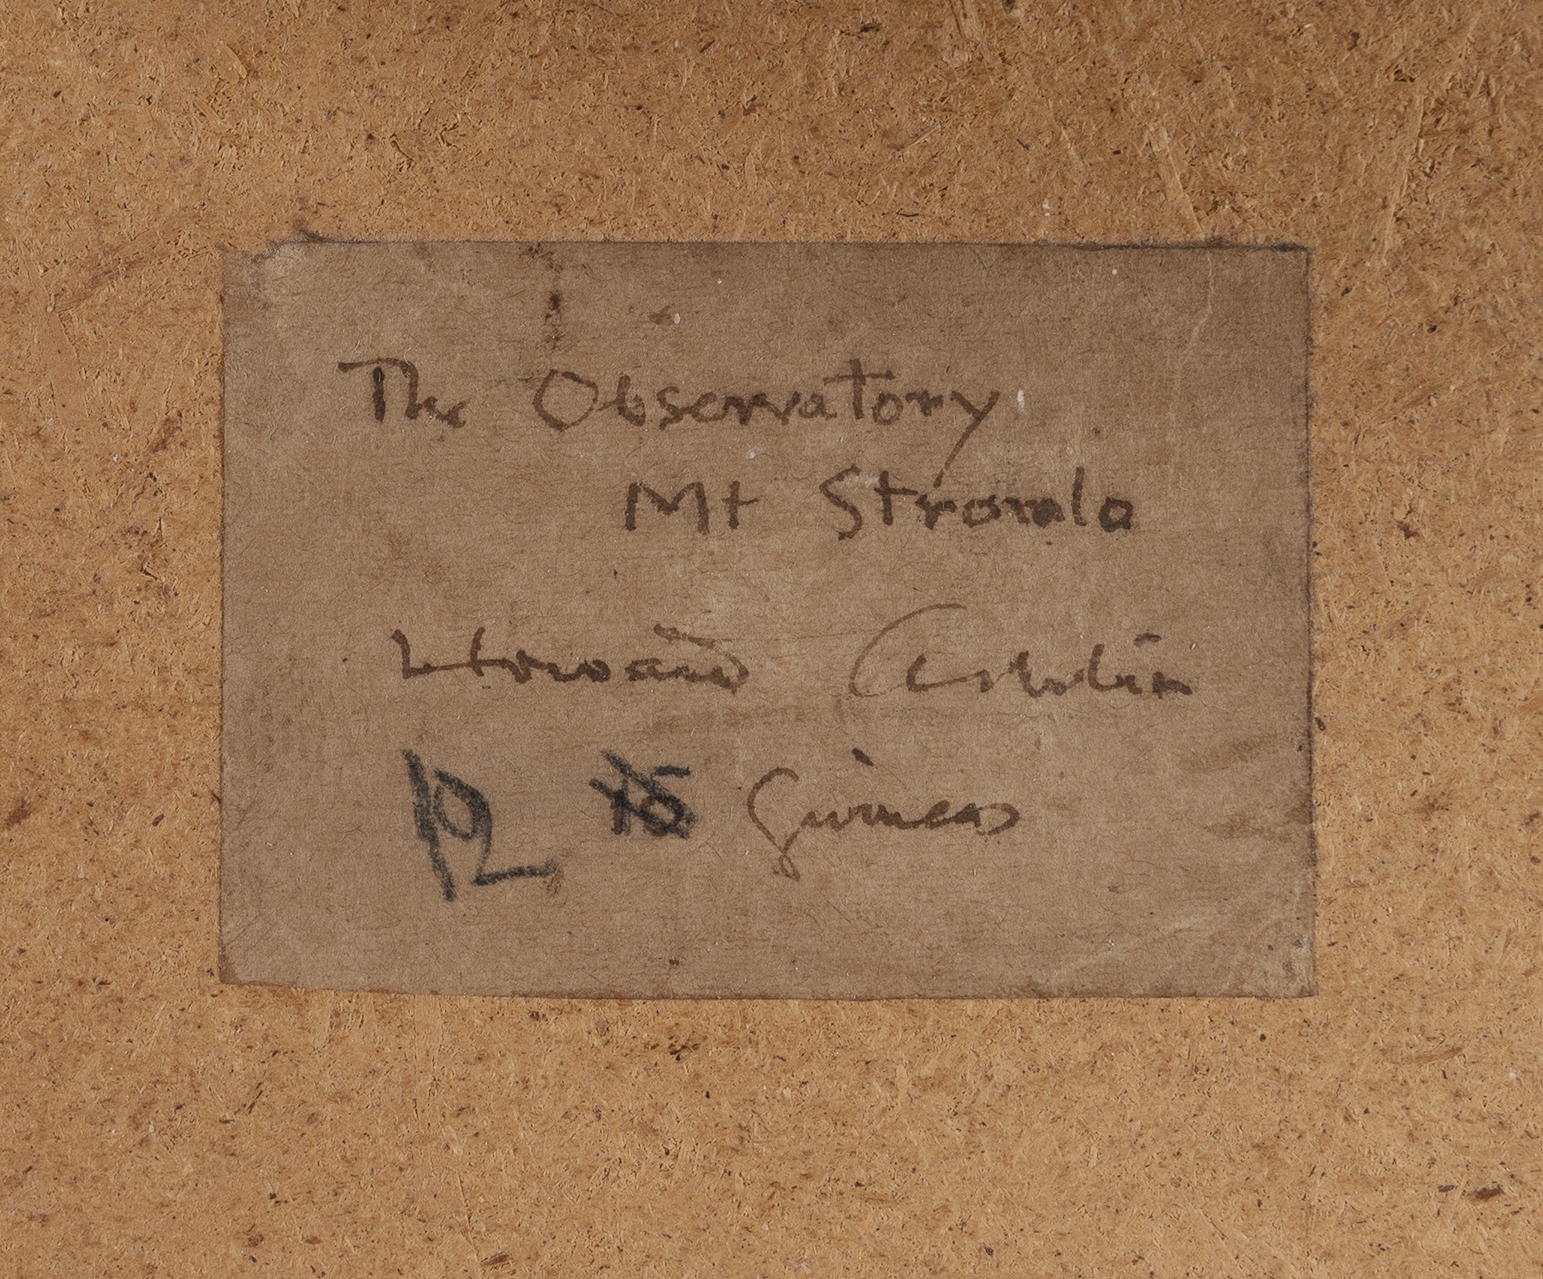 The Observatory
Mt Stromlo
Howard Ashton
12 15 Guineas